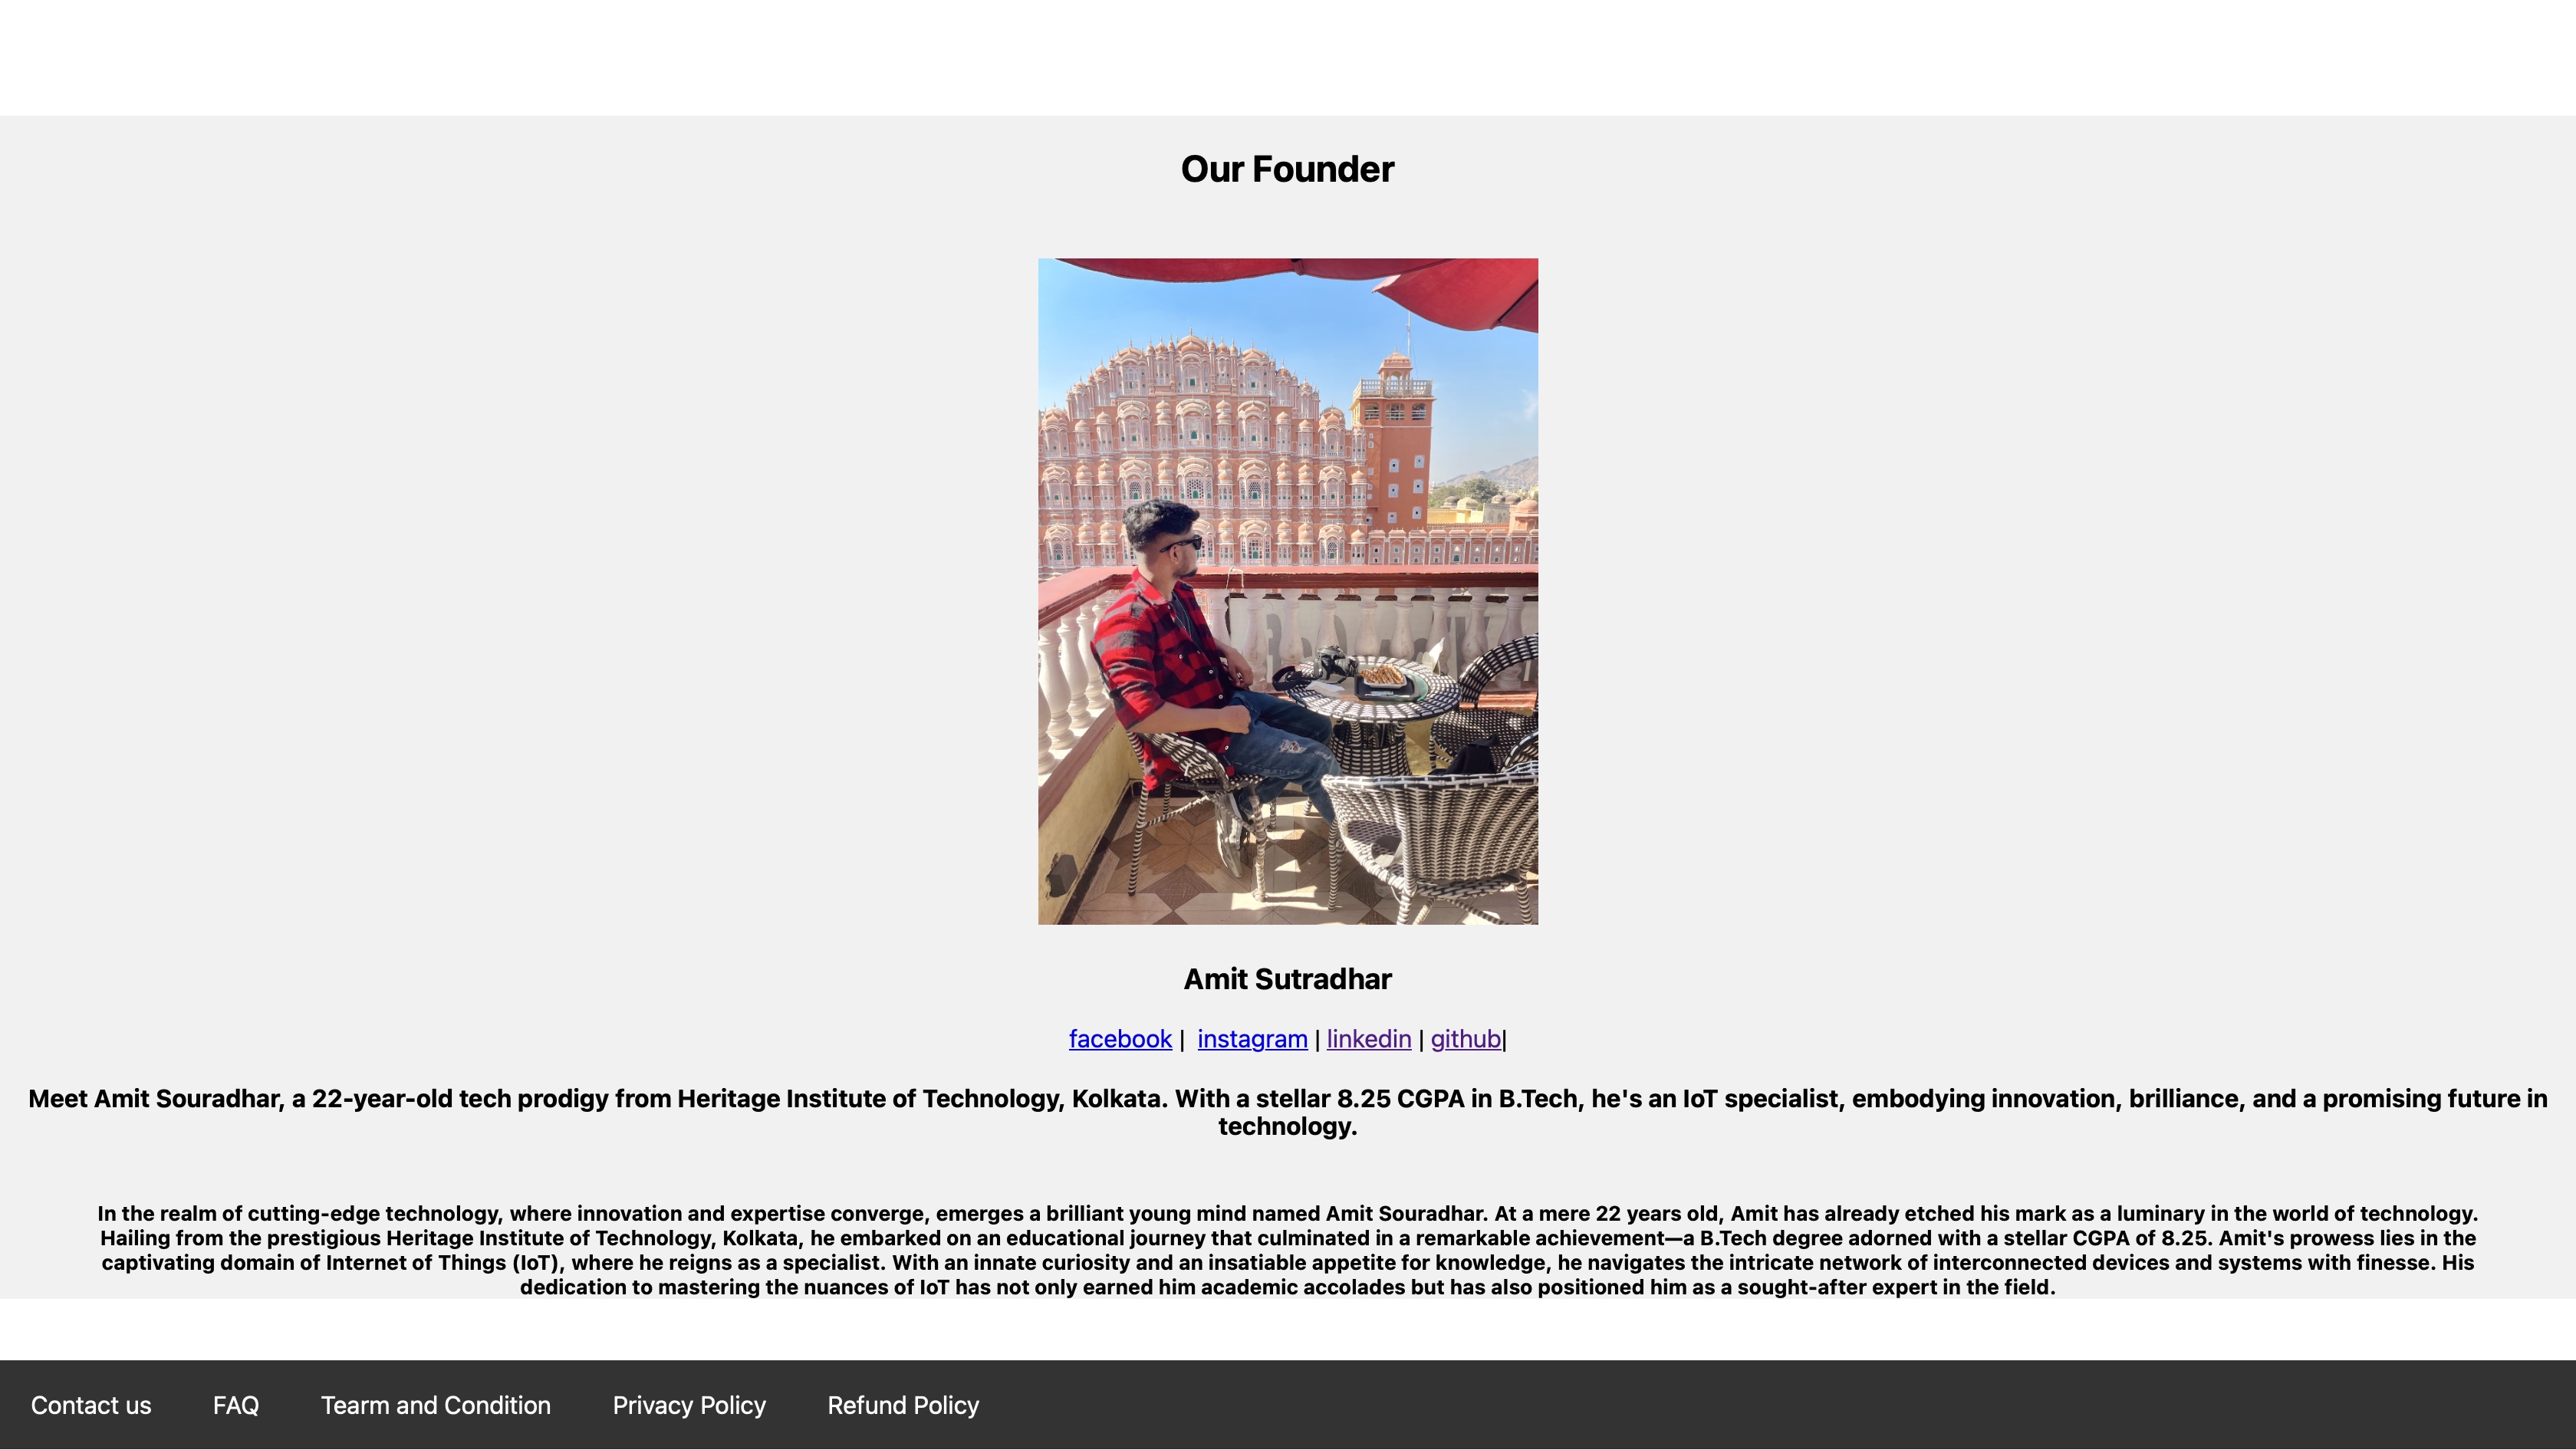 Our Founder
Amit Sutradhar
facebook | instagram | linkedin | github|
Meet Amit Souradhar, a 22-year-old tech prodigy from Heritage Institute of Technology, Kolkata. With a stellar 8.25 CGPA in B.Tech, he's an IoT specialist, embodying innovation, brilliance, and a promising future in
technology.
In the realm of cutting-edge technology, where innovation and expertise converge, emerges a brilliant young mind named Amit Souradhar. At a mere 22 years old, Amit has already etched his mark as a luminary in the world of technology.
Hailing from the prestigious Heritage Institute of Technology, Kolkata, he embarked on an educational journey that culminated in a remarkable achievement—a B.Tech degree adorned with a stellar CGPA of 8.25. Amit's prowess lies in the
captivating domain of Internet of Things (IoT), where he reigns as a specialist. With an innate curiosity and an insatiable appetite for knowledge, he navigates the intricate network of interconnected devices and systems with finesse. His
dedication to mastering the nuances of IoT has not only earned him academic accolades but has also positioned him as a sought-after expert in the field.
Contact us FAQ Tearm and Condition Privacy Policy Refund Policy